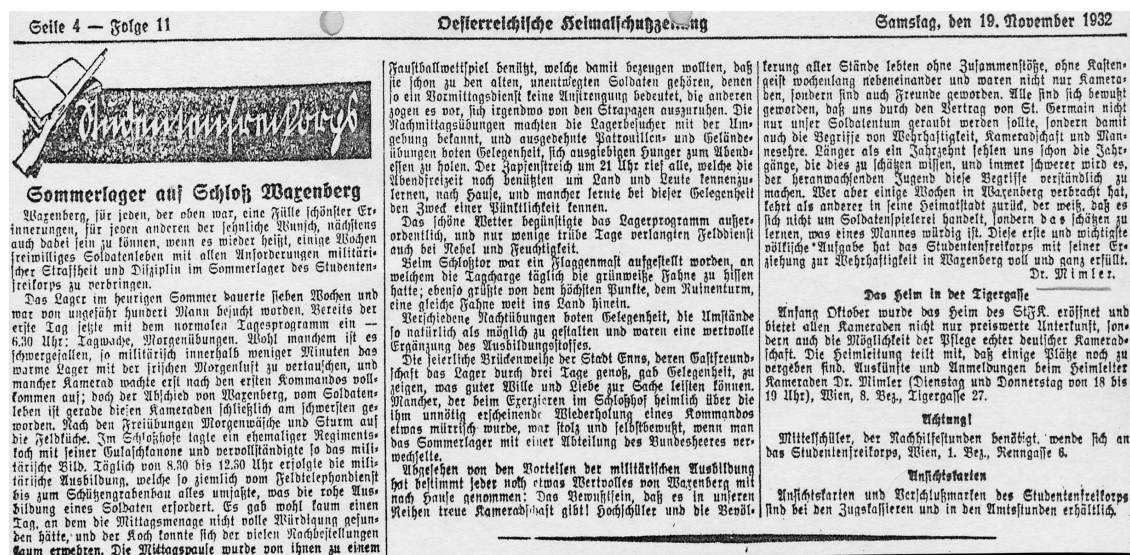 Seite 4 — Folge 11
Oesterreichische Heimatschutzzeitung
Samstag, den 19. November 1932
Studentenfreikorps
Sommerlager auf Schloß Waxenberg
Waxenberg, für jeden, der oben war, eine Fülle schönster Er-
innerungen, für jeden anderen der sehnliche Wunsch, nächstens
auch dabei sein zu können, wenn es wieder heißt, einige Wochen
freiwilliges Soldatenleben mit allen Anforderungen militäri-
scher Straffheit und Disziplin im Sommerlager des Studenten-
freikorps zu verbringen.
Das Lager im heurigen Sommer dauerte sieben Wochen und
war von ungefähr hundert Mann besucht worden. Bereits der
erste Tag setzte mit dem normalen Tagesprogramm ein —
6.30 Uhr: Tagwache, Morgenübungen. Wohl manchem ist es
schwergefallen, so militärisch innerhalb weniger Minuten das
warme Lager mit der frischen Morgenluft zu vertauschen, und
mancher Kamerad wachte erst nach den ersten Kommandos voll-
kommen auf; doch der Abschied von Waxenberg, vom Soldaten-
leben ist gerade diesen Kameraden schließlich am schwersten ge-
worden. Nach den Freiübungen Morgenwäsche und Sturm auf
die Feldküche. Im Schloßhofe tagte ein ehemaliger Regiments-
koch mit seiner Gulaschkanone und vervollständigte so das mili-
tärische Bild. Täglich von 8.30 bis 12.30 Uhr erfolgte die mili-
tärische Ausbildung, welche so ziemlich vom Feldtelephondienst
bis zum Schützengrabenbau alles umfaßte, was die rohe Aus-
bildung eines Soldaten erfordert. Es gab wohl kaum einen
Tag, an dem die Mittagsmenage nicht volle Würdigung gefun-
den hätte, und der Koch konnte sich der vielen Nachbestellungen
kaum erwehren. Die Mittagspause wurde von ihnen zu einem
Faustballwettspiel benützt, welche damit bezeugen wollten, daß
sie schon zu den alten, unentwegten Soldaten gehören, denen
so ein Vormittagsdienst keine Anstrengung bedeutet, die anderen
zogen es vor, sich irgendwo von den Strapazen auszuruhen. Die
Nachmittagsübungen machten die Lagerbesucher mit der Um-
gebung bekannt, und ausgedehnte Patrouillen- und Gelände-
übungen boten Gelegenheit, sich ausgiebigen Hunger zum Abend-
essen zu holen. Der Zapfenstreich um 21 Uhr rief alle, welche die
Abendfreizeit noch benützten um Land und Leute kennenzu-
lernen, nach Hause, und mancher lernte bei dieser Gelegenheit
den Zweck einer Pünktlichkeit kennen.
Das schöne Wetter begünstigte das Lagerprogramm außer-
ordentlich, und nur wenige trübe Tage verlangten Felddienst
auch bei Nebel und Feuchtigkeit.
Beim Schloßtor war ein Flaggenmast aufgestellt worden, an
welchem die Tagcharge täglich die grünweiße Fahne zu hissen
hatte; ebenso grüßte von dem höchsten Punkte, dem Ruinenturm,
eine gleiche Fahne weit ins Land hinein.
Verschiedene Nachtübungen boten Gelegenheit, die Umstände
so natürlich als möglich zu gestalten und waren eine wertvolle
Ergänzung des Ausbildungsstoffes.
Die feierliche Brückenweihe der Stadt Enns, deren Gastfreund-
schaft das Lager durch drei Tage genoß, gab Gelegenheit, zu
zeigen, was guter Wille und Liebe zur Sache leisten können.
Mancher, der beim Exerzieren im Schloßhof heimlich über die
ihm unnötig erscheinende Wiederholung eines Kommandos
etwas mürrisch wurde, war stolz und selbstbewußt, wenn man
das Sommerlager mit einer Abteilung des Bundesheeres ver-
wechselte.
Abgesehen von den Vorteilen der militärischen Ausbildung
hat bestimmt jeder noch etwas Wertvolles von Waxenberg mit
nach Hause genommen: Das Bewußtsein, daß es in unseren
Reihen treue Kameradschaft gibt! Hochschüler und die Bevöl-
kerung aller Stände lebten ohne Zusammenstöße, ohne Kasten-
geist wochenlang nebeneinander und waren nicht nur Kamera-
den, sondern sind auch Freunde geworden. Alle sind sich bewußt
geworden, daß uns durch den Vertrag von St. Germain nicht
nur unser Soldatentum geraubt werden sollte, sondern damit
auch die Begriffe von Wehrhaftigkeit, Kameradschaft und Man-
nesehre. Länger als ein Jahrzehnt fehlen uns schon die Jahr-
gänge, die dies zu schätzen wissen, und immer schwerer wird es,
der heranwachsenden Jugend diese Begriffe verständlich zu
machen. Wer aber einige Wochen in Waxenberg verbracht hat,
kehrt als anderer in seine Heimatstadt zurück, der weiß, daß es
sich nicht um Soldatenspielerei handelt, sondern das schätzen zu
lernen, was eines Mannes würdig ist. Diese erste und wichtigste
völkische Aufgabe hat das Studentenfreikorps mit seiner Er-
ziehung zur Wehrhaftigkeit in Waxenberg voll und ganz erfüllt.
Dr. Mimler.
Das Heim in der Tigergasse
Anfang Oktober wurde das Heim des StFK. eröffnet und
bietet allen Kameraden nicht nur preiswerte Unterkunft, son-
dern auch die Möglichkeit der Pflege echter deutscher Kamerad-
schaft. Die Heimleitung teilt mit, daß einige Plätze noch zu
vergeben sind. Auskünfte und Anmeldungen beim Heimleiter
Kameraden Dr. Mimler (Dienstag und Donnerstag von 18 bis
19 Uhr), Wien, 8. Bez., Tigergasse 27.
Achtung!
Mittelschüler, der Nachhilfestunden benötigt, wende sich an
das Studentenfreikorps, Wien, 1. Bez., Renngasse 6.
Ansichtskarten
Ansichtskarten und Verschlußmarken des Studentenfreikorps
sind bei den Zugskassieren und in den Amtsstunden erhältlich.